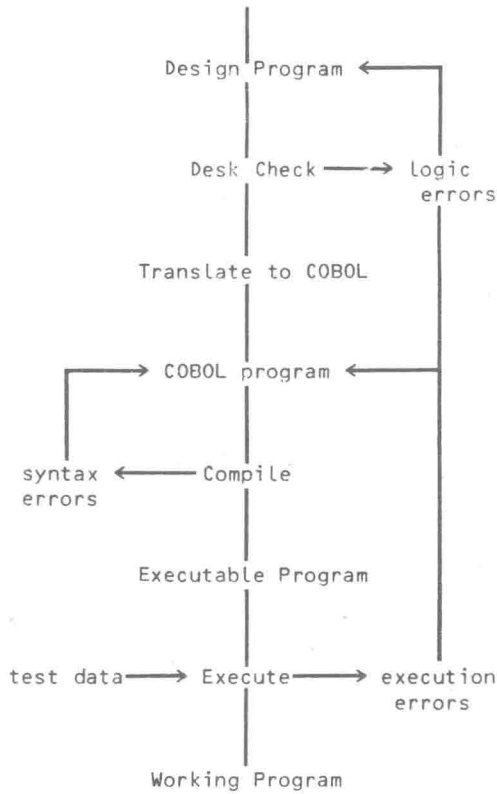 Design Program
Desk Check
logic
errors
Translate to COBOL
COBOL program
syntax
errors
Compile
Executable Program
test data
Execute
execution
errors
Working Program